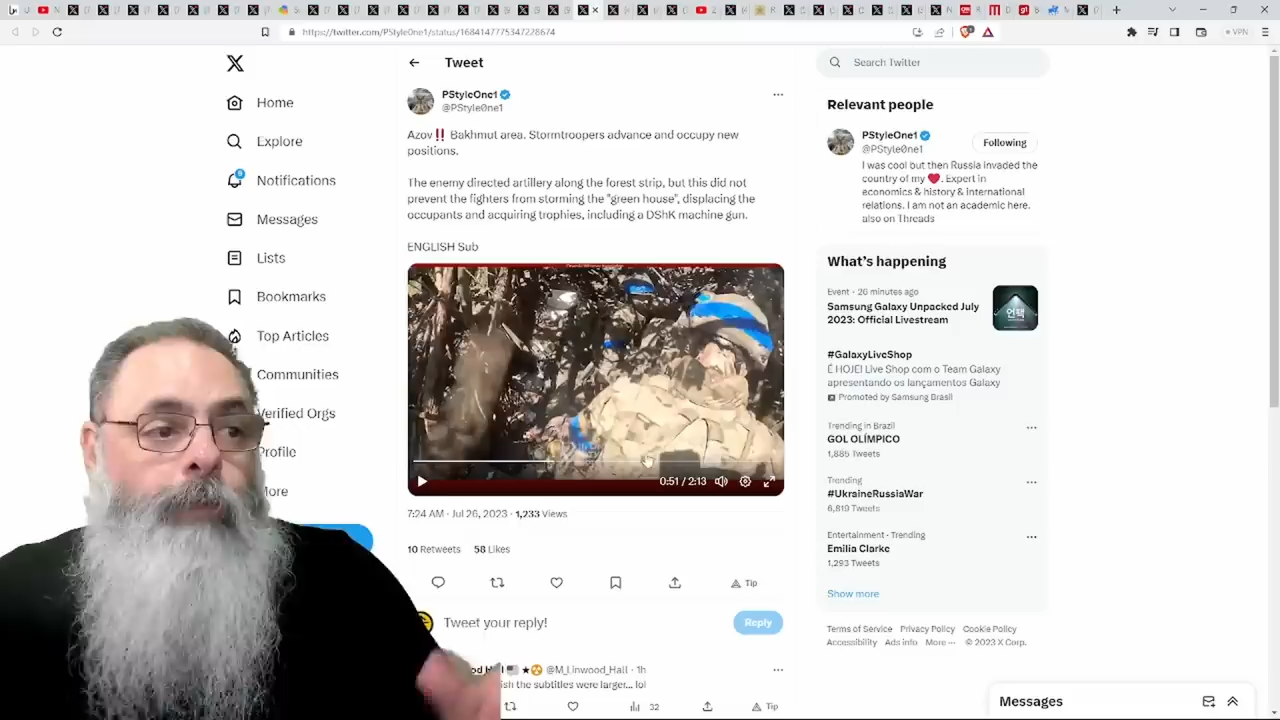 https://twitter.com/PStyle0ne1/status/1684147775347228674
VPN
Home
Explore
9
Notifications
Messages
Lists
Bookmarks
Top Articles
Communities
Verified Orgs
Profile
More
Tweet
PStyleOne1
@PStyle0ne1
Azov‼️ Bakhmut area. Stormtroopers advance and occupy new
positions.
The enemy directed artillery along the forest strip, but this did not
prevent the fighters from storming the "green house", displacing the
occupants and acquiring trophies, including a DShK machine gun.
ENGLISH Sub
0:51 / 2:13
7:24 AM · Jul 26, 2023 · 1,233 Views
10 Retweets 58 Likes
Tip
Tweet your reply!
Reply
@M_Linwood_Hall · 1h
the subtitles were larger... lol
32
Tip
Search Twitter
Relevant people
PStyleOne1
@PStyle0ne1
Following
I was cool but then Russia invaded the
country of my ❤️. Expert in
economics & history & international
relations. I am not an academic here.
also on Threads
What's happening
Event · 20 minutes ago
Samsung Galaxy Unpacked July
2023: Official Livestream
언팩
#GalaxyLiveShop
É HOJE! Live Shop com o Team Galaxy
apresentando os lançamentos Galaxy
Promoted by Samsung Brasil
Trending in Brazil
GOL OLÍMPICO
1,885 Tweets
Trending
#UkraineRussiaWar
6,819 Tweets
Entertainment · Trending
Emilia Clarke
1,293 Tweets
Show more
Terms of Service Privacy Policy Cookie Policy
Accessibility Ads info More ··· © 2023 X Corp.
Messages